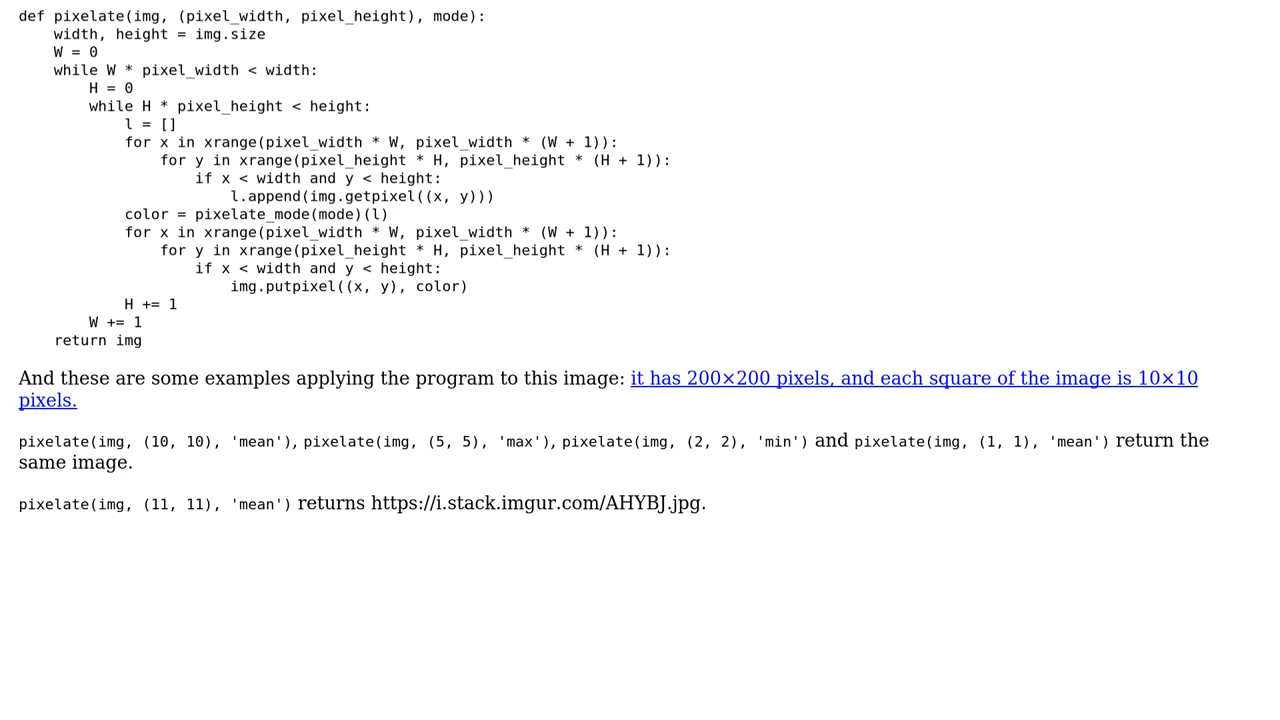 def pixelate(img, (pixel_width, pixel_height), mode):
    width, height = img.size
    W = 0
    while W * pixel_width < width:
        H = 0
        while H * pixel_height < height:
            l = []
            for x in xrange(pixel_width * W, pixel_width * (W + 1)):
                for y in xrange(pixel_height * H, pixel_height * (H + 1)):
                    if x < width and y < height:
                        l.append(img.getpixel((x, y)))
            color = pixelate_mode(mode)(l)
            for x in xrange(pixel_width * W, pixel_width * (W + 1)):
                for y in xrange(pixel_height * H, pixel_height * (H + 1)):
                    if x < width and y < height:
                        img.putpixel((x, y), color)
            H += 1
        W += 1
    return img
And these are some examples applying the program to this image: it has 200×200 pixels, and each square of the image is 10×10
pixels.
pixelate(img, (10, 10), 'mean'), pixelate(img, (5, 5), 'max'), pixelate(img, (2, 2), 'min') and pixelate(img, (1, 1), 'mean') return the
same image.
pixelate(img, (11, 11), 'mean') returns https://i.stack.imgur.com/AHYBJ.jpg.